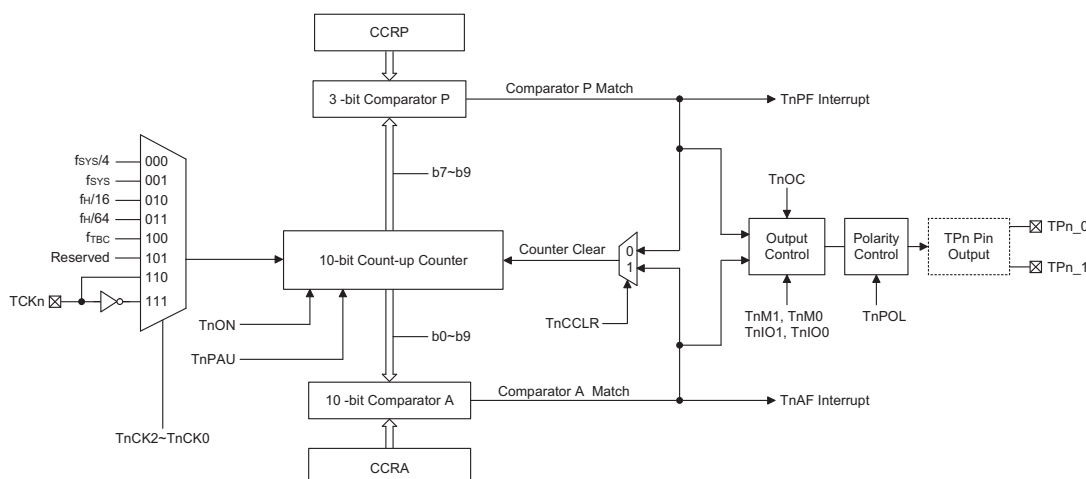 CCRP
3 -bit Comparator P
Comparator P Match
TnPF Interrupt
b7~b9
fSYS/4
000
fSYS
001
fH/16
010
fH/64
011
fTBC
100
Reserved
101
110
TCKn
111
TnCK2~TnCK0
10-bit Count-up Counter
Counter Clear
0
1
TnCCLR
TnON
TnPAU
b0~b9
TnOC
Output
Control
TnM1, TnM0
TnIO1, TnIO0
Polarity
Control
TnPOL
TPn Pin
Output
TPn_0
TPn_1
10 -bit Comparator A
Comparator A  Match
TnAF Interrupt
CCRA